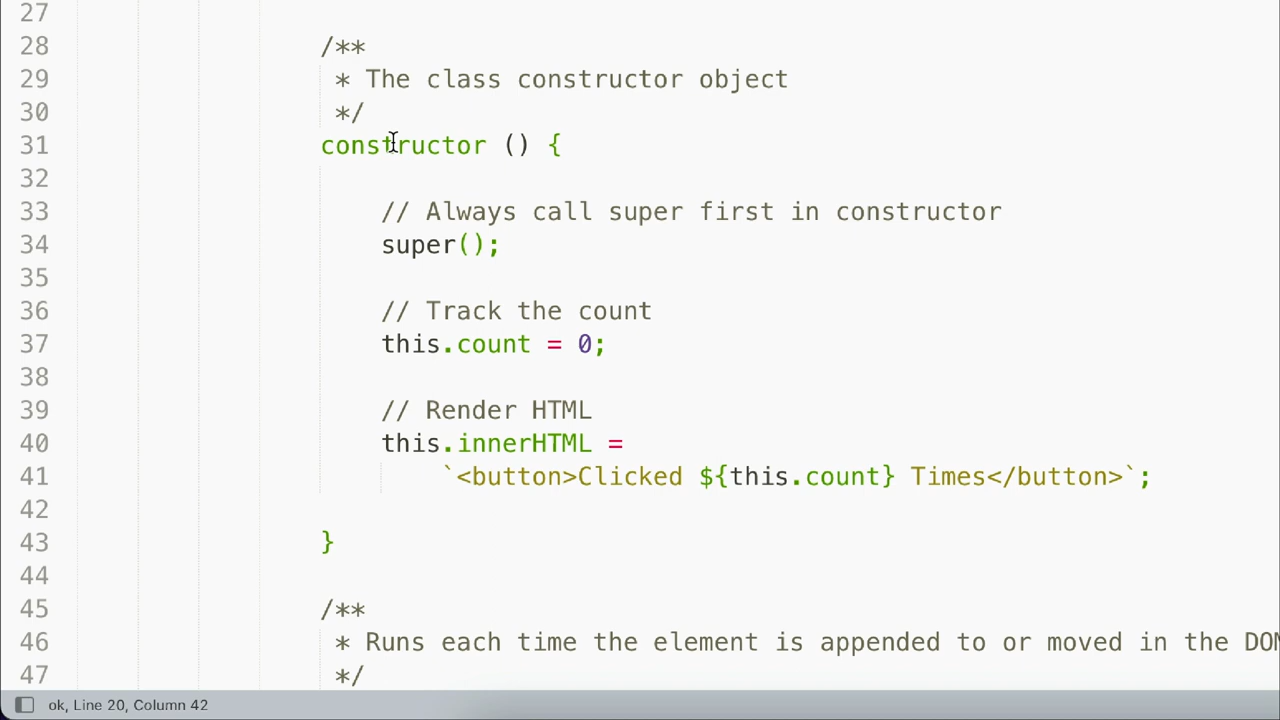 27
28 /**
29 * The class constructor object
30 */
31 constructor () {
32
33 // Always call super first in constructor
34 super();
35
36 // Track the count
37 this.count = 0;
38
39 // Render HTML
40 this.innerHTML =
41 `<button>Clicked ${this.count} Times</button>`;
42
43 }
44
45 /**
46 * Runs each time the element is appended to or moved in the
47 */
ok, Line 20, Column 42